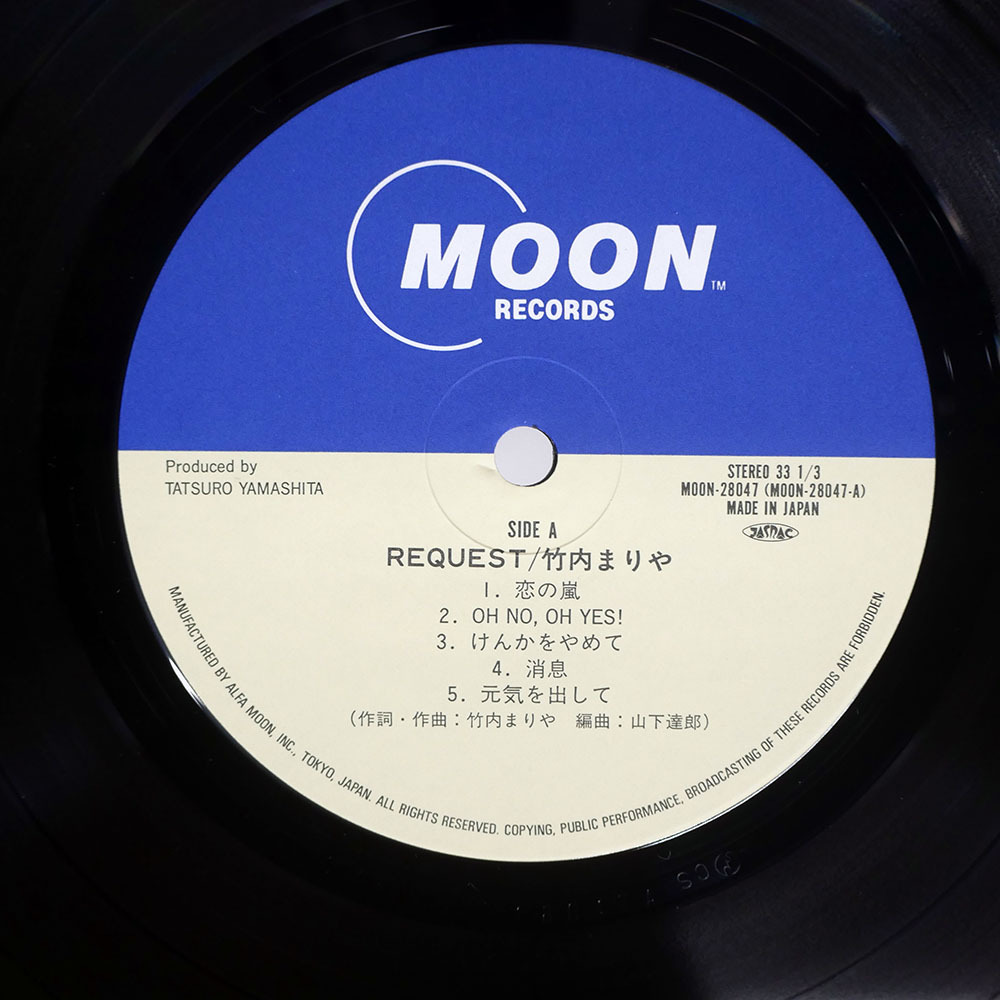 MOON TM
RECORDS
Produced by
TATSURO YAMASHITA
STEREO 33 1/3
MOON-28047 (MOON-28047-A)
MADE IN JAPAN
JASRAC
SIDE A
REQUEST/竹内まりや
1. 恋の嵐
2. OH NO, OH YES!
3. けんかをやめて
4. 消息
5. 元気を出して
(作詞・作曲:竹内まりや 編曲:山下達郎)
MANUFACTURED BY ALFA MOON, INC., TOKYO, JAPAN. ALL RIGHTS RESERVED. COPYING, PUBLIC PERFORMANCE, BROADCASTING OF THESE RECORDS ARE FORBIDDEN.